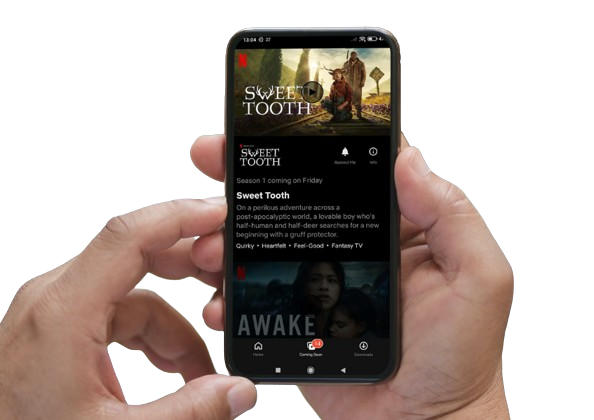 13:04
SWEET
TOOTH
SWEET
TOOTH
Remind Me
Info
Season 1 coming on Friday
Sweet Tooth
On a perilous adventure across a
post-apocalyptic world, a lovable boy who's
half-human and half-deer searches for a new
beginning with a gruff protector.
Quirky • Heartfelt • Feel-Good • Fantasy TV
AWAKE
14
Home
Coming Soon
Downloads